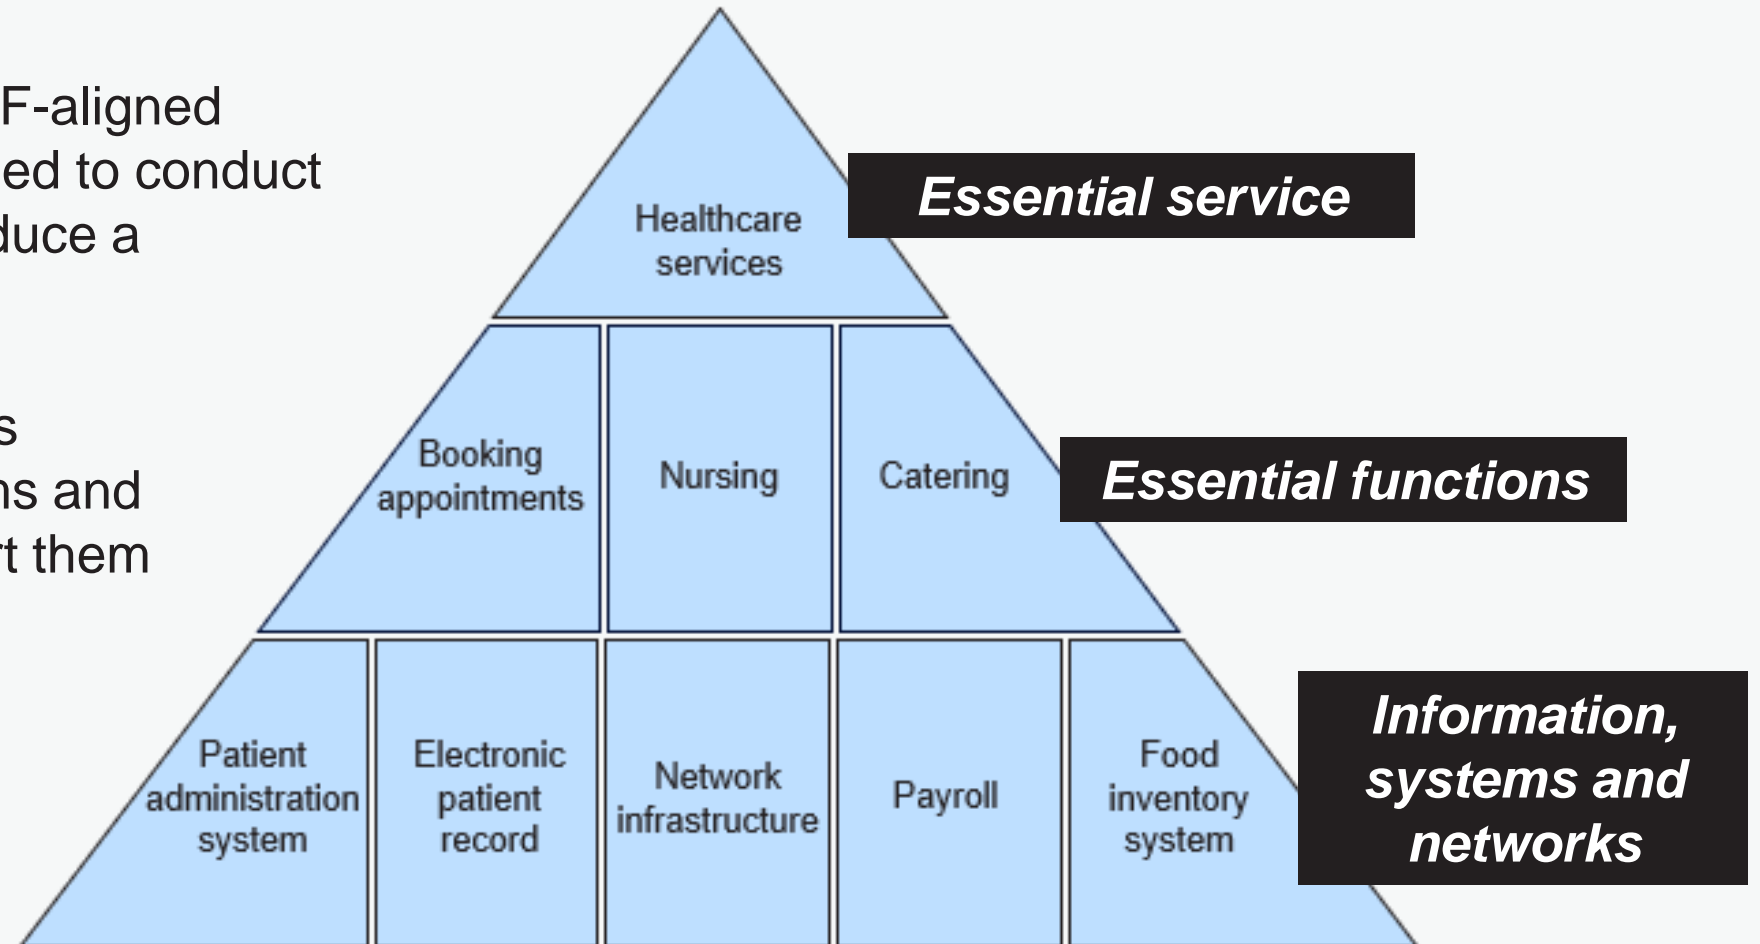 F-aligned
ed to conduct
duce a
s
ns and
rt them
Healthcare
services
Essential service
Booking
appointments
Nursing
Catering
Essential functions
Patient
administration
system
Electronic
patient
record
Network
infrastructure
Payroll
Food
inventory
system
Information,
systems and
networks